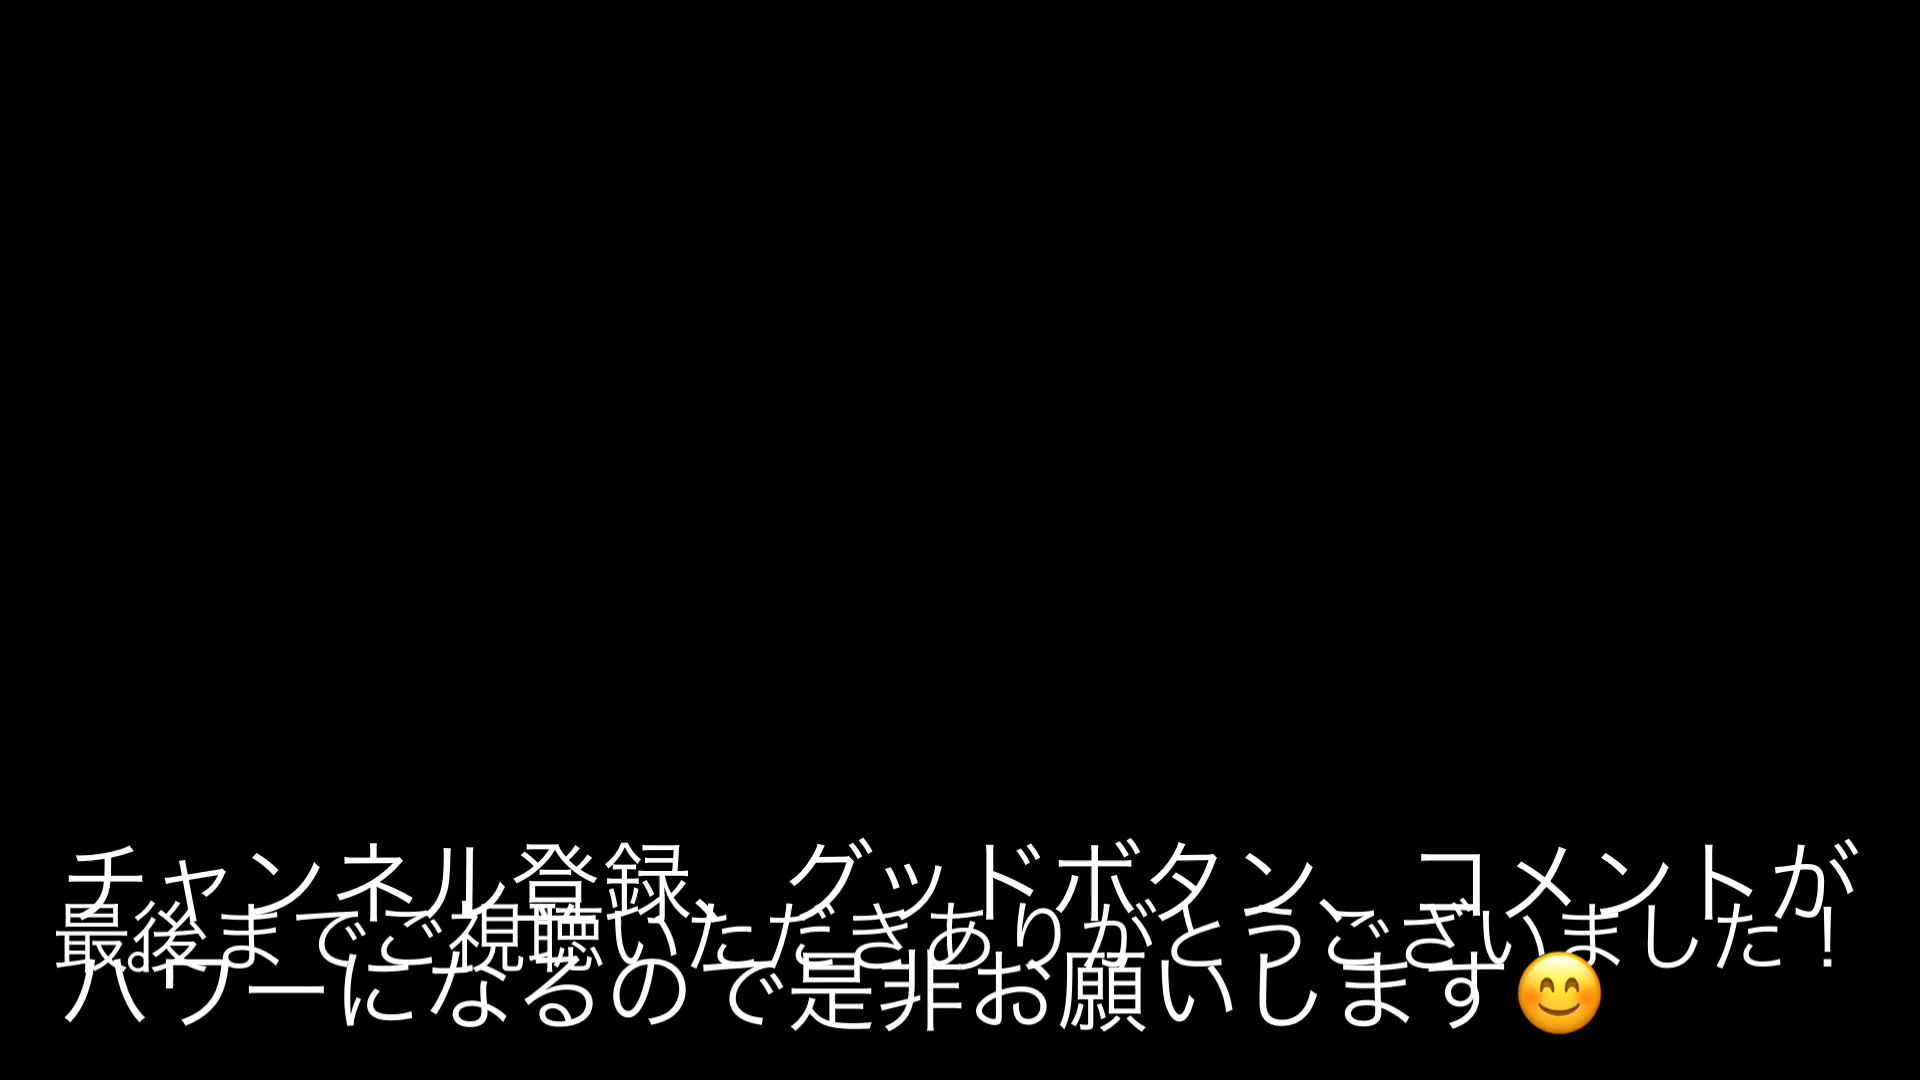 チャンネル登録、グッドボタン、コメントが
最後までご視聴いただきありがとうございました！
パワーになるので是非お願いします😊